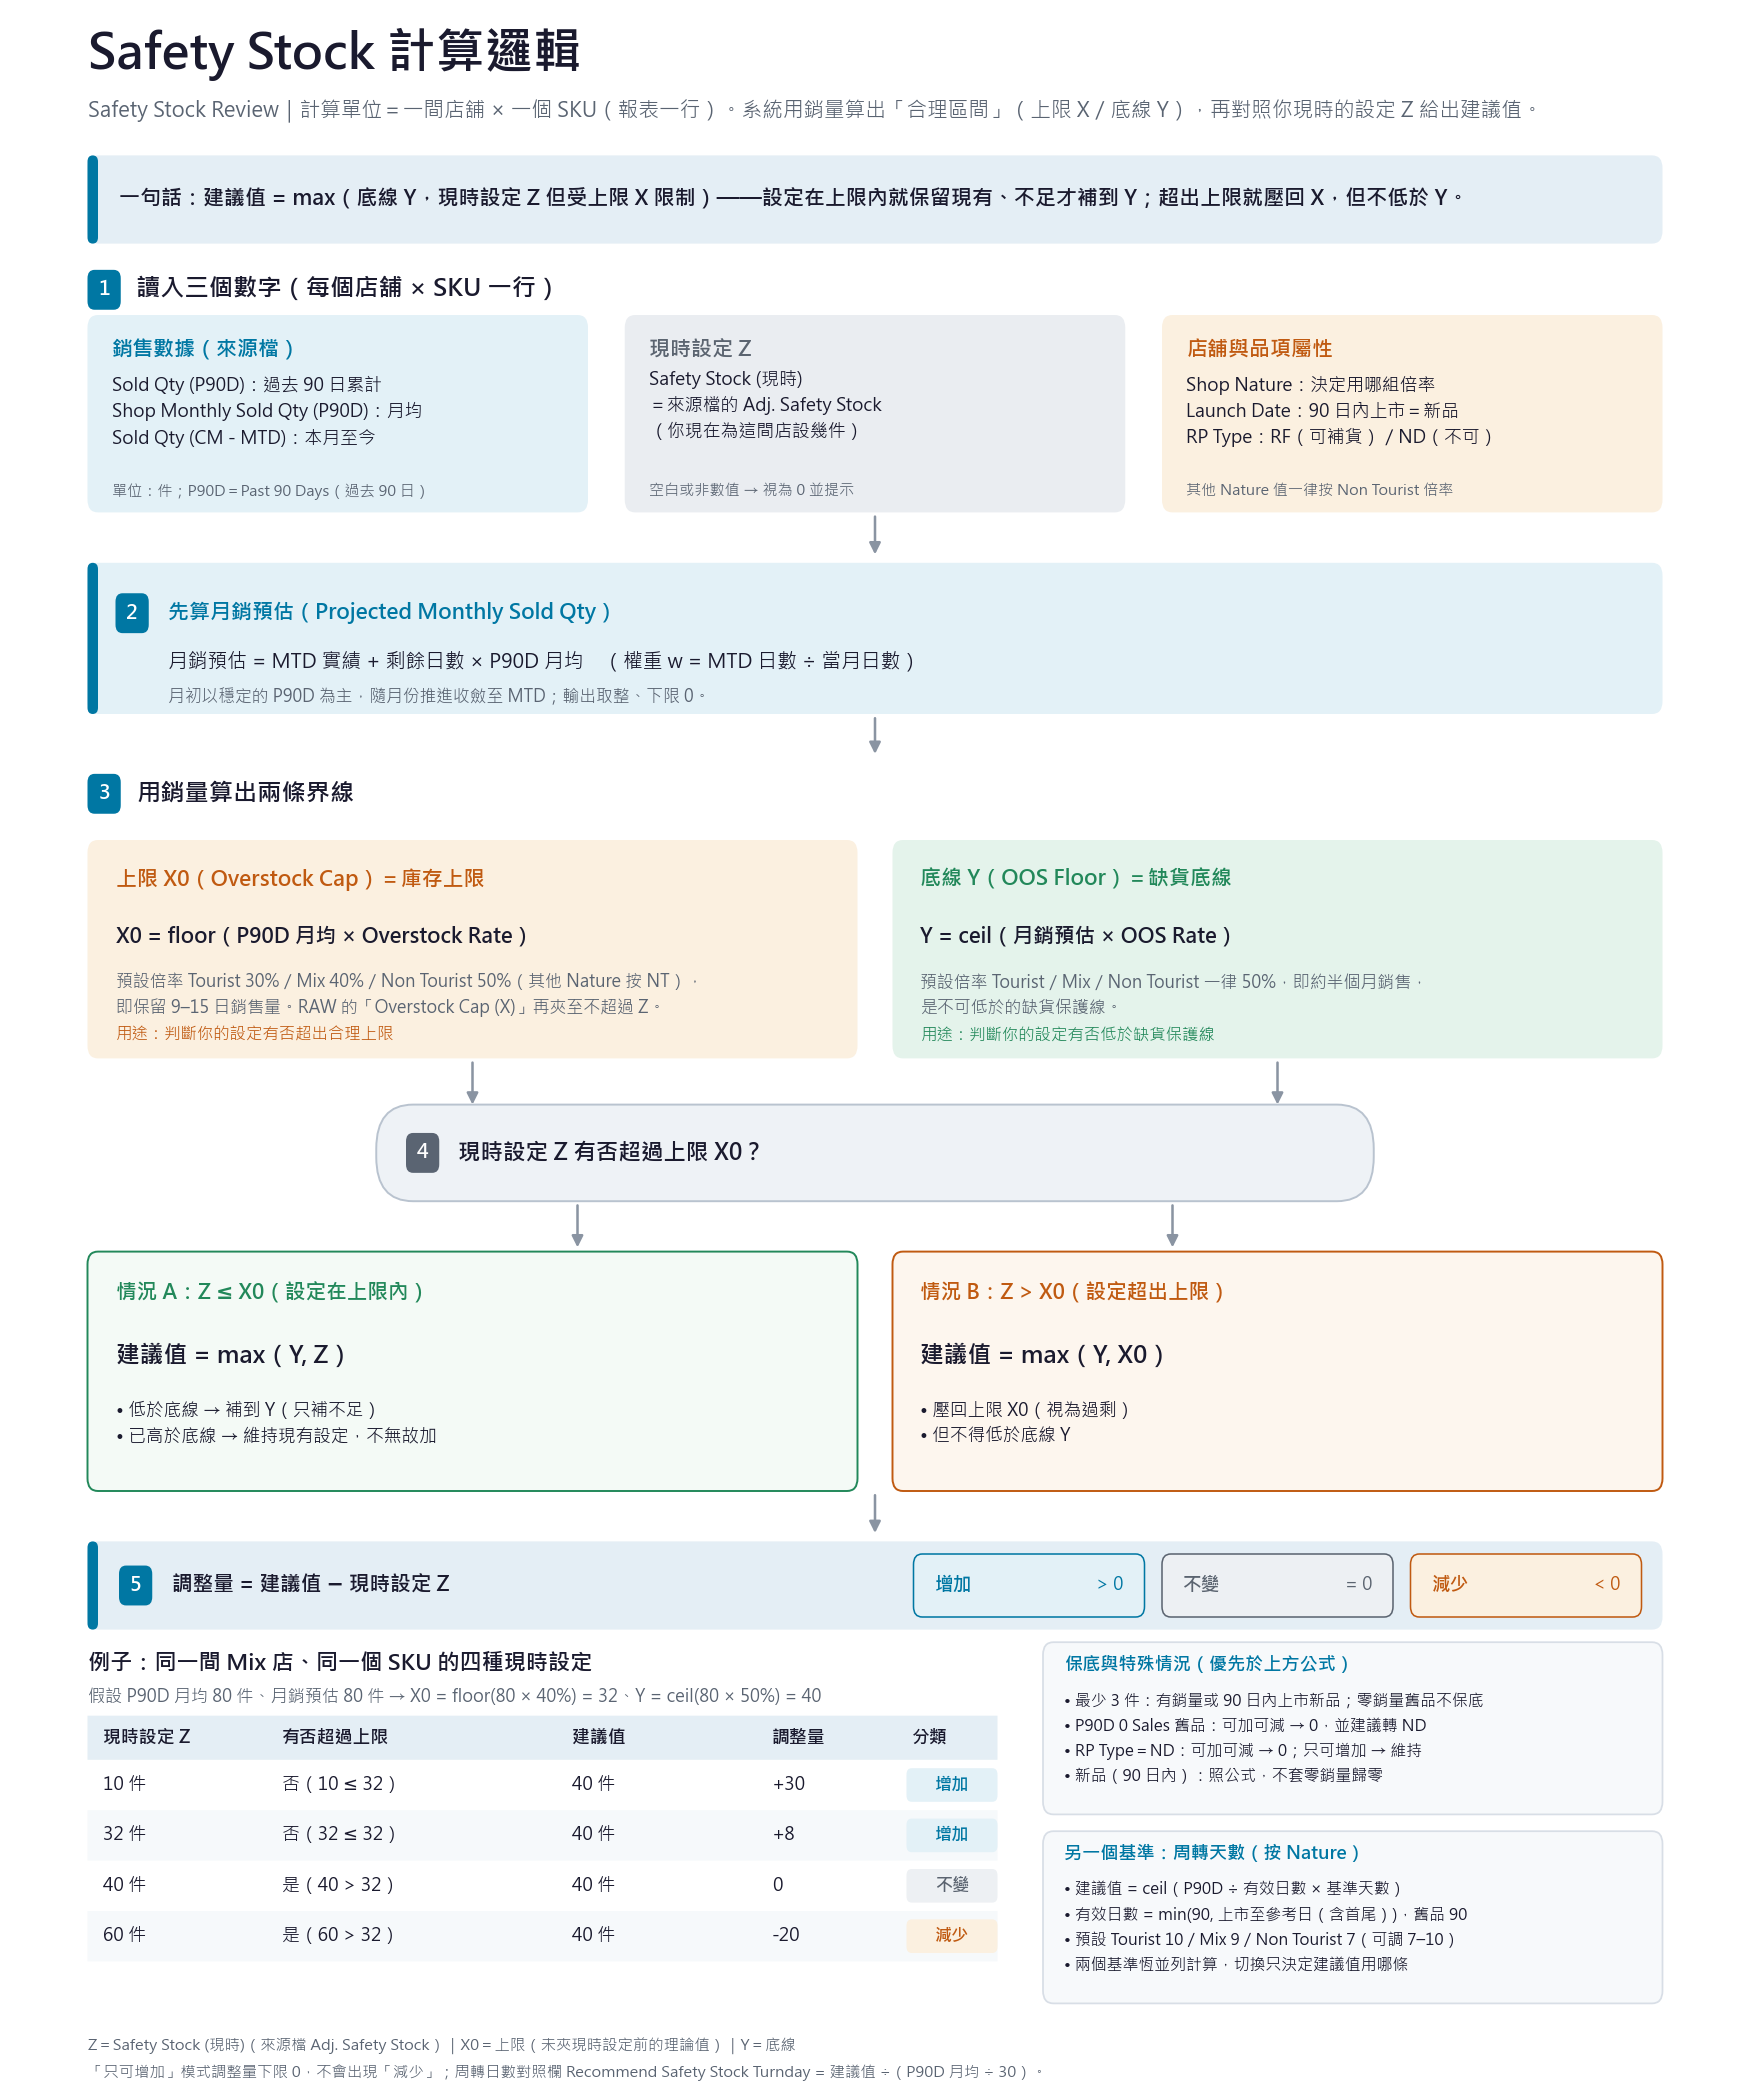 Safety Stock 計算邏輯
Safety Stock Review｜計算單位＝一間店舖 × 一個 SKU（報表一行）。系統用銷量算出「合理區間」（上限 X / 底線 Y），再對照你現時的設定 Z 給出建議值。
一句話：建議值 = max（底線 Y，現時設定 Z 但受上限 X 限制）——設定在上限內就保留現有、不足才補到 Y；超出上限就壓回 X，但不低於 Y。
1 讀入三個數字（每個店舖 × SKU 一行）
銷售數據（來源檔）
Sold Qty (P90D)：過去 90 日累計
Shop Monthly Sold Qty (P90D)：月均
Sold Qty (CM - MTD)：本月至今
單位：件；P90D＝Past 90 Days（過去 90 日）
現時設定 Z
Safety Stock (現時)
＝來源檔的 Adj. Safety Stock
（你現在為這間店設幾件）
空白或非數值 → 視為 0 並提示
店舖與品項屬性
Shop Nature：決定用哪組倍率
Launch Date：90 日內上市＝新品
RP Type：RF（可補貨）/ ND（不可）
其他 Nature 值一律按 Non Tourist 倍率
2 先算月銷預估（Projected Monthly Sold Qty）
月銷預估 = MTD 實績 + 剩餘日數 × P90D 月均　（權重 w = MTD 日數 ÷ 當月日數）
月初以穩定的 P90D 為主，隨月份推進收斂至 MTD；輸出取整、下限 0。
3 用銷量算出兩條界線
上限 X0（Overstock Cap）＝庫存上限
X0 = floor（P90D 月均 × Overstock Rate）
預設倍率 Tourist 30% / Mix 40% / Non Tourist 50%（其他 Nature 按 NT），
即保留 9–15 日銷售量。RAW 的「Overstock Cap (X)」再夾至不超過 Z。
用途：判斷你的設定有否超出合理上限
底線 Y（OOS Floor）＝缺貨底線
Y = ceil（月銷預估 × OOS Rate）
預設倍率 Tourist / Mix / Non Tourist 一律 50%，即約半個月銷售，
是不可低於的缺貨保護線。
用途：判斷你的設定有否低於缺貨保護線
4 現時設定 Z 有否超過上限 X0？
情況 A：Z ≤ X0（設定在上限內）
建議值 = max（Y, Z）
• 低於底線 → 補到 Y（只補不足）
• 已高於底線 → 維持現有設定，不無故加
情況 B：Z > X0（設定超出上限）
建議值 = max（Y, X0）
• 壓回上限 X0（視為過剩）
• 但不得低於底線 Y
5 調整量 = 建議值 − 現時設定 Z
增加 > 0
不變 = 0
減少 < 0
例子：同一間 Mix 店、同一個 SKU 的四種現時設定
假設 P90D 月均 80 件、月銷預估 80 件 → X0 = floor(80 × 40%) = 32、Y = ceil(80 × 50%) = 40
現時設定 Z 有否超過上限 建議值 調整量 分類
10 件 否（10 ≤ 32） 40 件 +30 增加
32 件 否（32 ≤ 32） 40 件 +8 增加
40 件 是（40 > 32） 40 件 0 不變
60 件 是（60 > 32） 40 件 -20 減少
保底與特殊情況（優先於上方公式）
• 最少 3 件：有銷量或 90 日內上市新品；零銷量舊品不保底
• P90D 0 Sales 舊品：可加可減 → 0，並建議轉 ND
• RP Type＝ND：可加可減 → 0；只可增加 → 維持
• 新品（90 日內）：照公式，不套零銷量歸零
另一個基準：周轉天數（按 Nature）
• 建議值 = ceil（P90D ÷ 有效日數 × 基準天數）
• 有效日數 = min(90, 上市至參考日（含首尾）)，舊品 90
• 預設 Tourist 10 / Mix 9 / Non Tourist 7（可調 7–10）
• 兩個基準恆並列計算，切換只決定建議值用哪條
Z＝Safety Stock (現時)（來源檔 Adj. Safety Stock）｜X0＝上限（未夾現時設定前的理論值）｜Y＝底線
「只可增加」模式調整量下限 0，不會出現「減少」；周轉日數對照欄 Recommend Safety Stock Turnday = 建議值 ÷（P90D 月均 ÷ 30）。